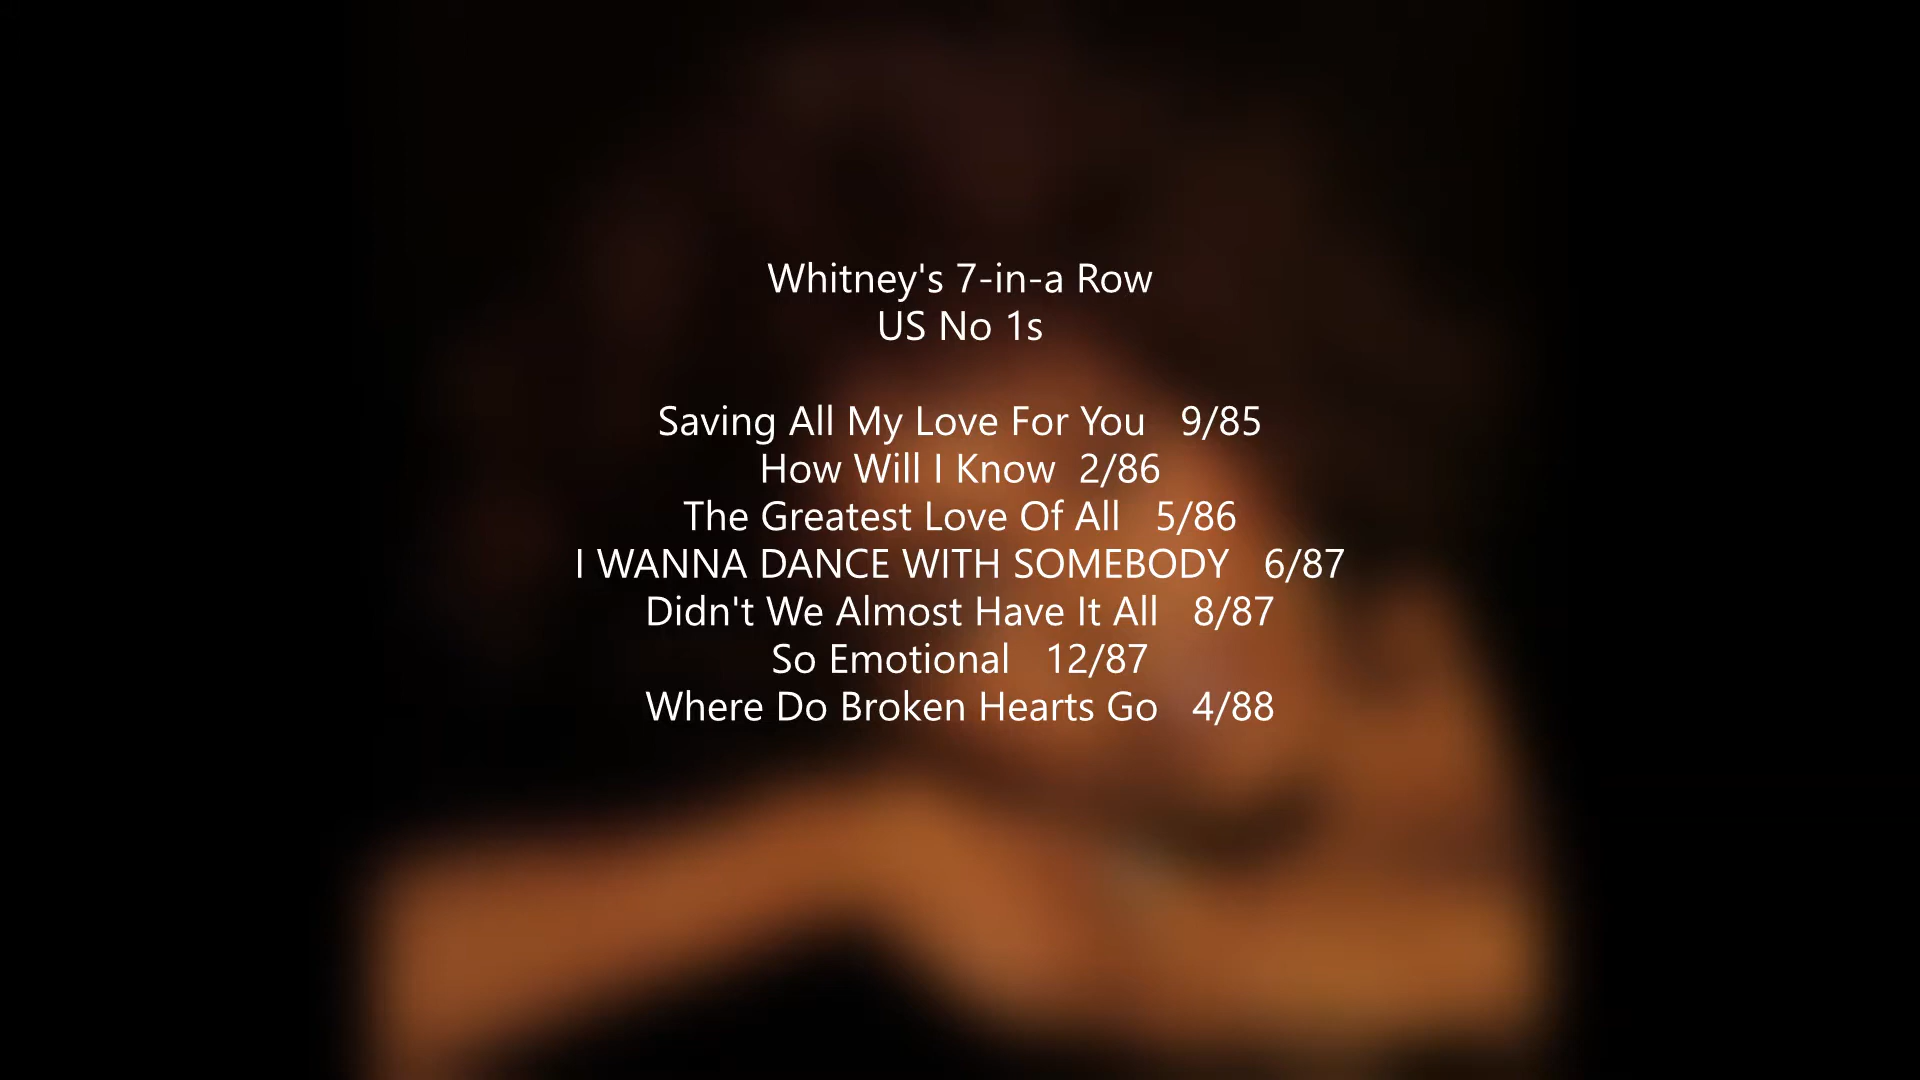 Whitney's 7-in-a Row
US No 1s
Saving All My Love For You 9/85
How Will I Know 2/86
The Greatest Love Of All 5/86
I WANNA DANCE WITH SOMEBODY 6/87
Didn't We Almost Have It All 8/87
So Emotional 12/87
Where Do Broken Hearts Go 4/88